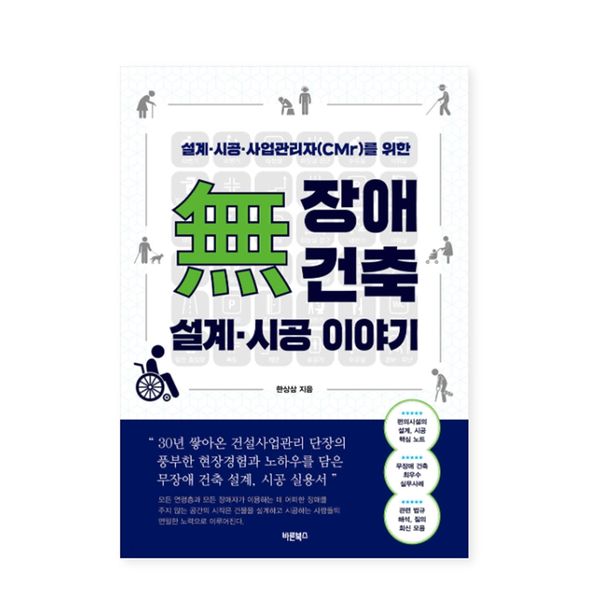 설계·시공·사업관리자(CMr)를 위한
無 장애
건축
설계·시공 이야기
한상삼 지음
“ 30년 쌓아온 건설사업관리 단장의
풍부한 현장경험과 노하우를 담은
무장애 건축 설계, 시공 실용서 ”
모든 연령층과 모든 장애자가 이용하는 데 어떠한 장애를
주지 않는 공간의 시작은 건물을 설계하고 시공하는 사람들의
면밀한 노력으로 이루어진다.
★★★★★
편의시설의
설계, 시공
핵심 노트
★★★★★
무장애 건축
최우수
실무사례
★★★★★
관련 법규
해석, 질의
회신 모음
바른북스